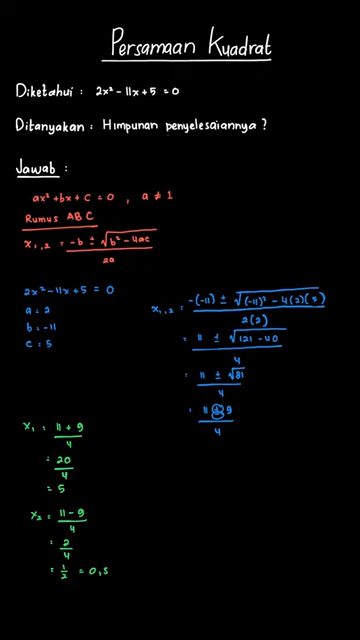 Persamaan Kuadrat
Diketahui : 2x² - 11x + 5 = 0
Ditanyakan : Himpunan penyelesaiannya ?
Jawab :
ax² + bx + c = 0 , a ≠ 1
Rumus ABC
x₁,₂ = (-b ± √(b² - 4ac)) / 2a
2x² - 11x + 5 = 0
a = 2
b = -11
c = 5
x₁,₂ = (-(-11) ± √((-11)² - 4(2)(5))) / 2(2)
= (11 ± √(121 - 40)) / 4
= (11 ± √81) / 4
= (11 ± 9) / 4
x₁ = (11 + 9) / 4
= 20 / 4
= 5
x₂ = (11 - 9) / 4
= 2 / 4
= 1/2 = 0,5